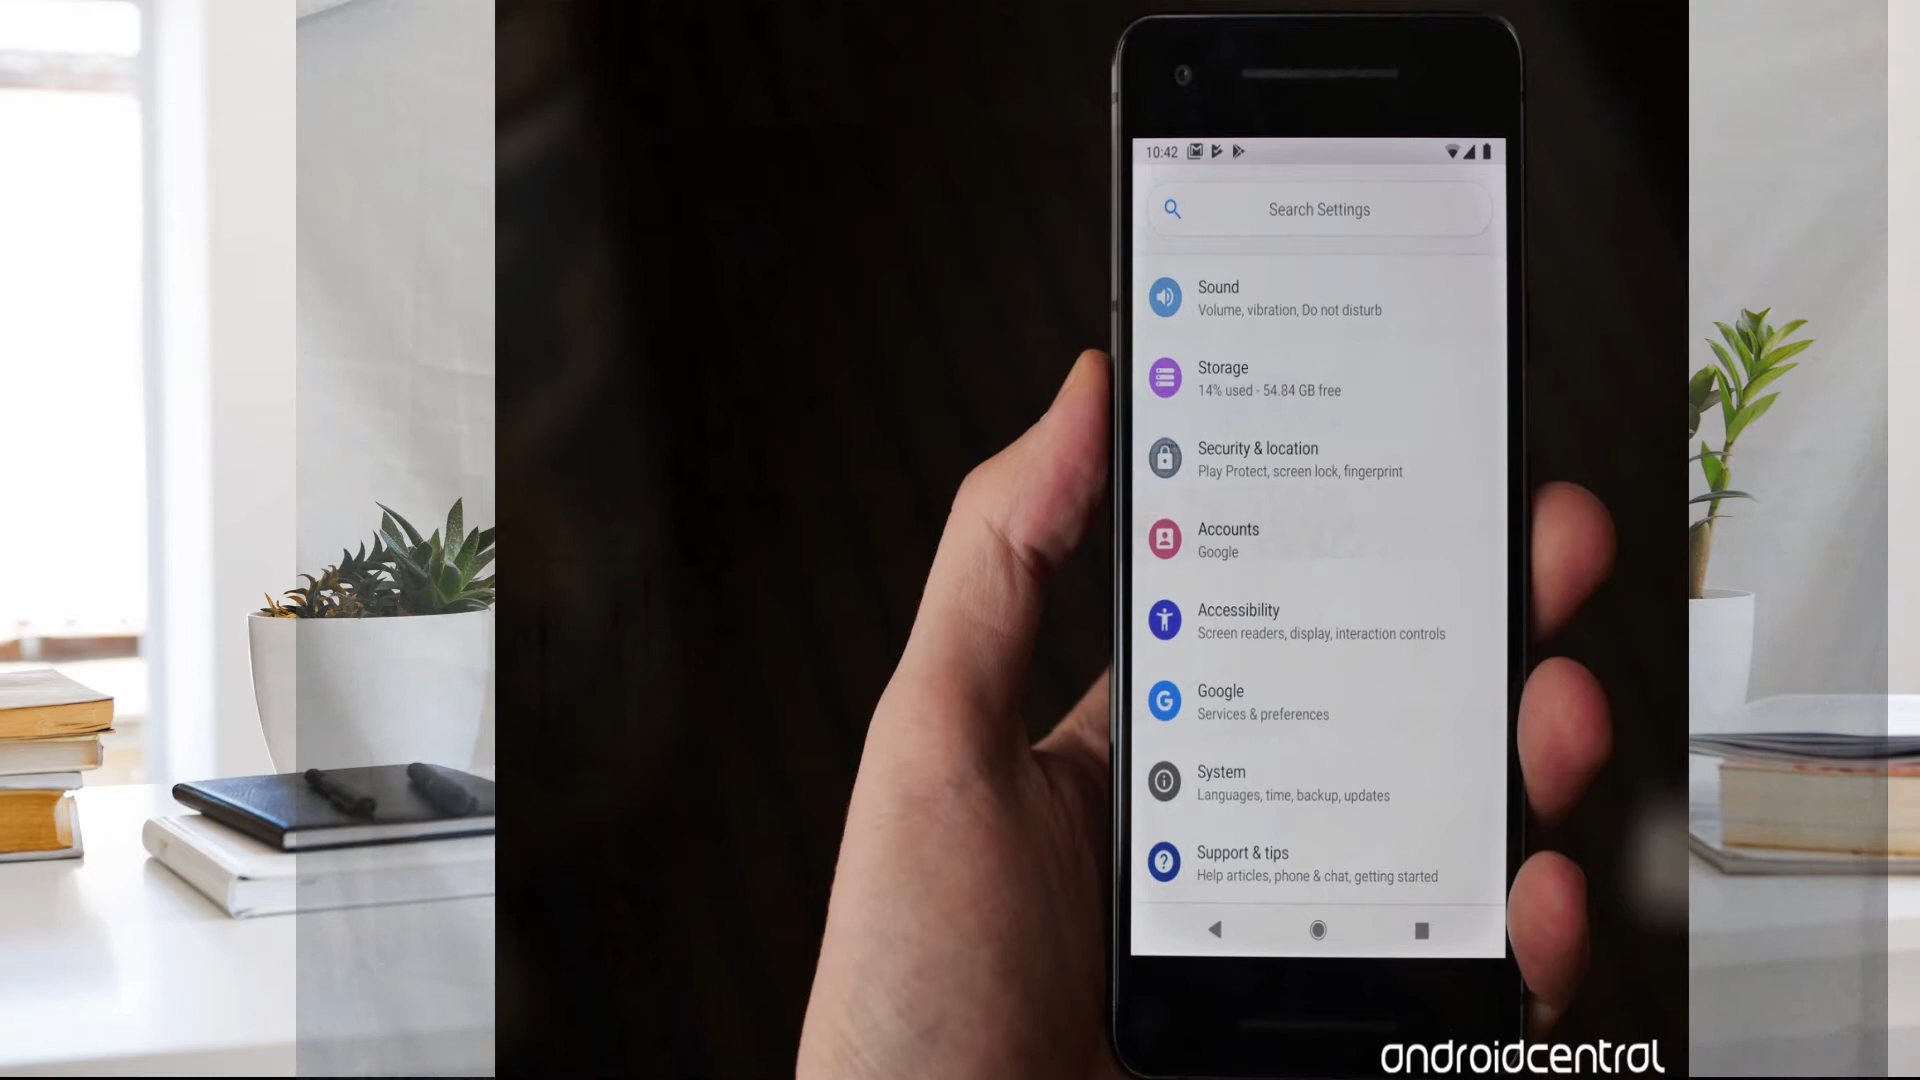 10:42
Search Settings
Sound
Volume, vibration, Do not disturb
Storage
14% used - 54.84 GB free
Security & location
Play Protect, screen lock, fingerprint
Accounts
Google
Accessibility
Screen readers, display, interaction controls
Google
Services & preferences
System
Languages, time, backup, updates
Support & tips
Help articles, phone & chat, getting started
androidcentral